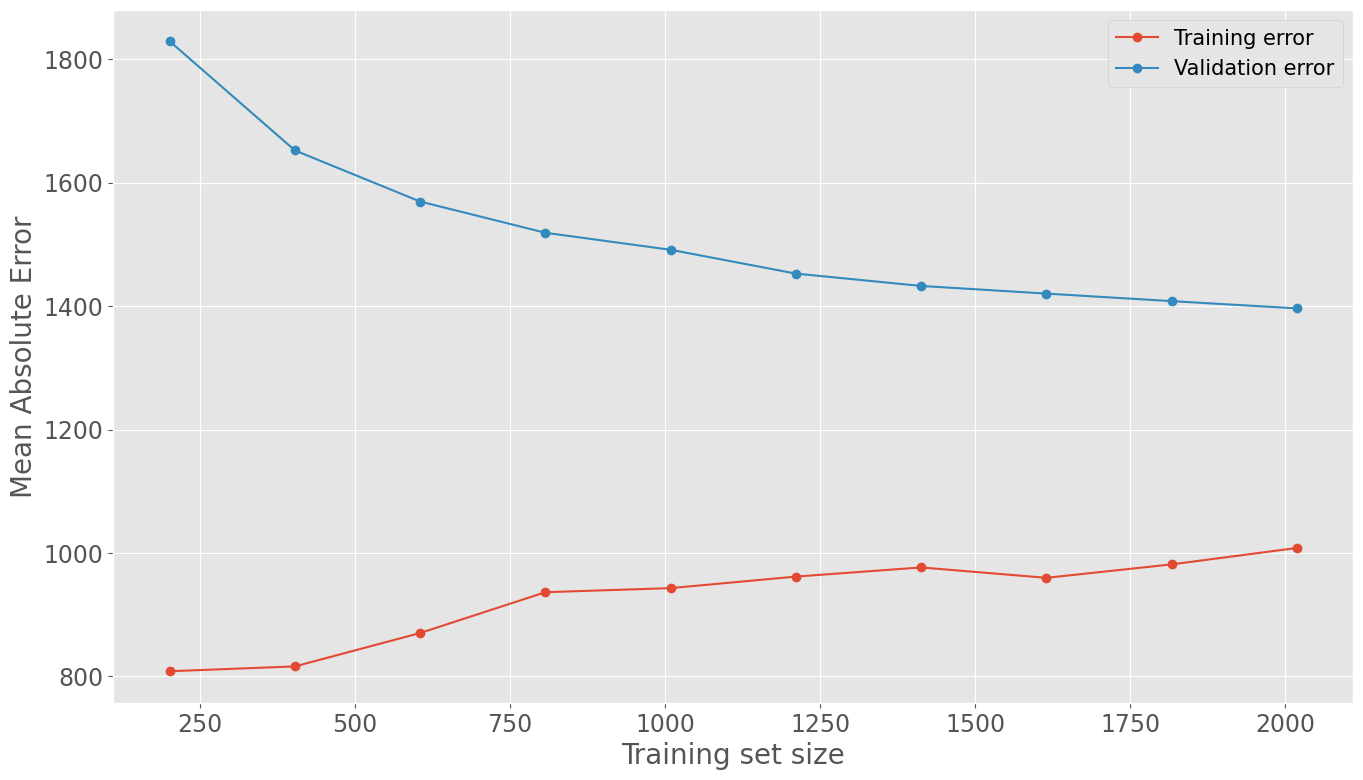 Training error
Validation error
1800
1600
1400
1200
1000
800
Mean Absolute Error
250 500 750 1000 1250 1500 1750 2000
Training set size